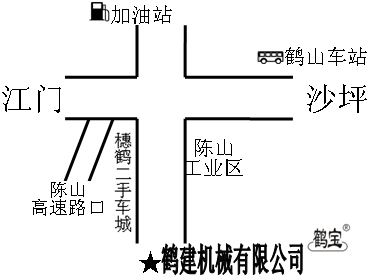 加油站
鹤山车站
江门
沙坪
陈山
高速路口
穗鹤二手车城
陈山
工业区
★鹤建机械有限公司
鹤宝®